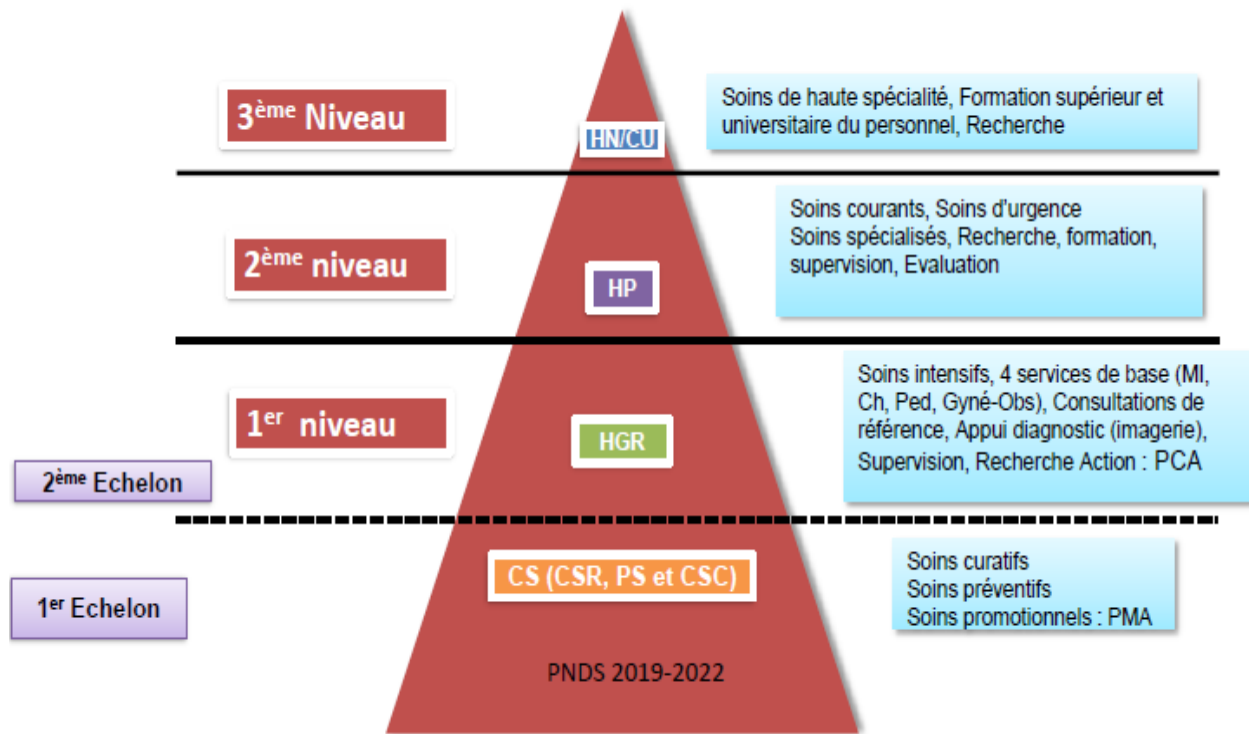 3ème Niveau
HN/CU
Soins de haute spécialité, Formation supérieur et
universitaire du personnel, Recherche
2ème niveau
HP
Soins courants, Soins d'urgence
Soins spécialisés, Recherche, formation,
supervision, Evaluation
1er niveau
HGR
Soins intensifs, 4 services de base (MI,
Ch, Ped, Gyné-Obs), Consultations de
référence, Appui diagnostic (imagerie),
Supervision, Recherche Action : PCA
2ème Echelon
CS (CSR, PS et CSC)
Soins curatifs
Soins préventifs
Soins promotionnels : PMA
1er Echelon
PNDS 2019-2022